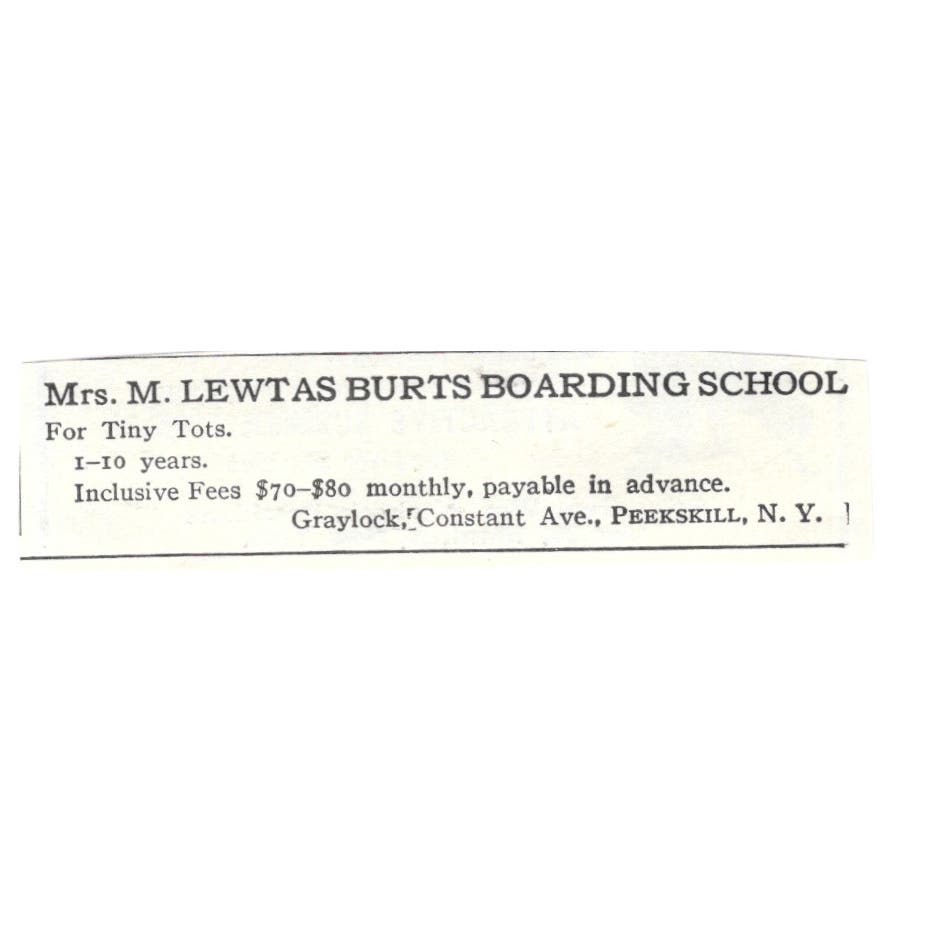 Mrs. M. LEWTAS BURTS BOARDING SCHOOL
For Tiny Tots.
1-10 years.
Inclusive Fees $70-$80 monthly, payable in advance.
Graylock, Constant Ave., PEEKSKILL, N. Y.